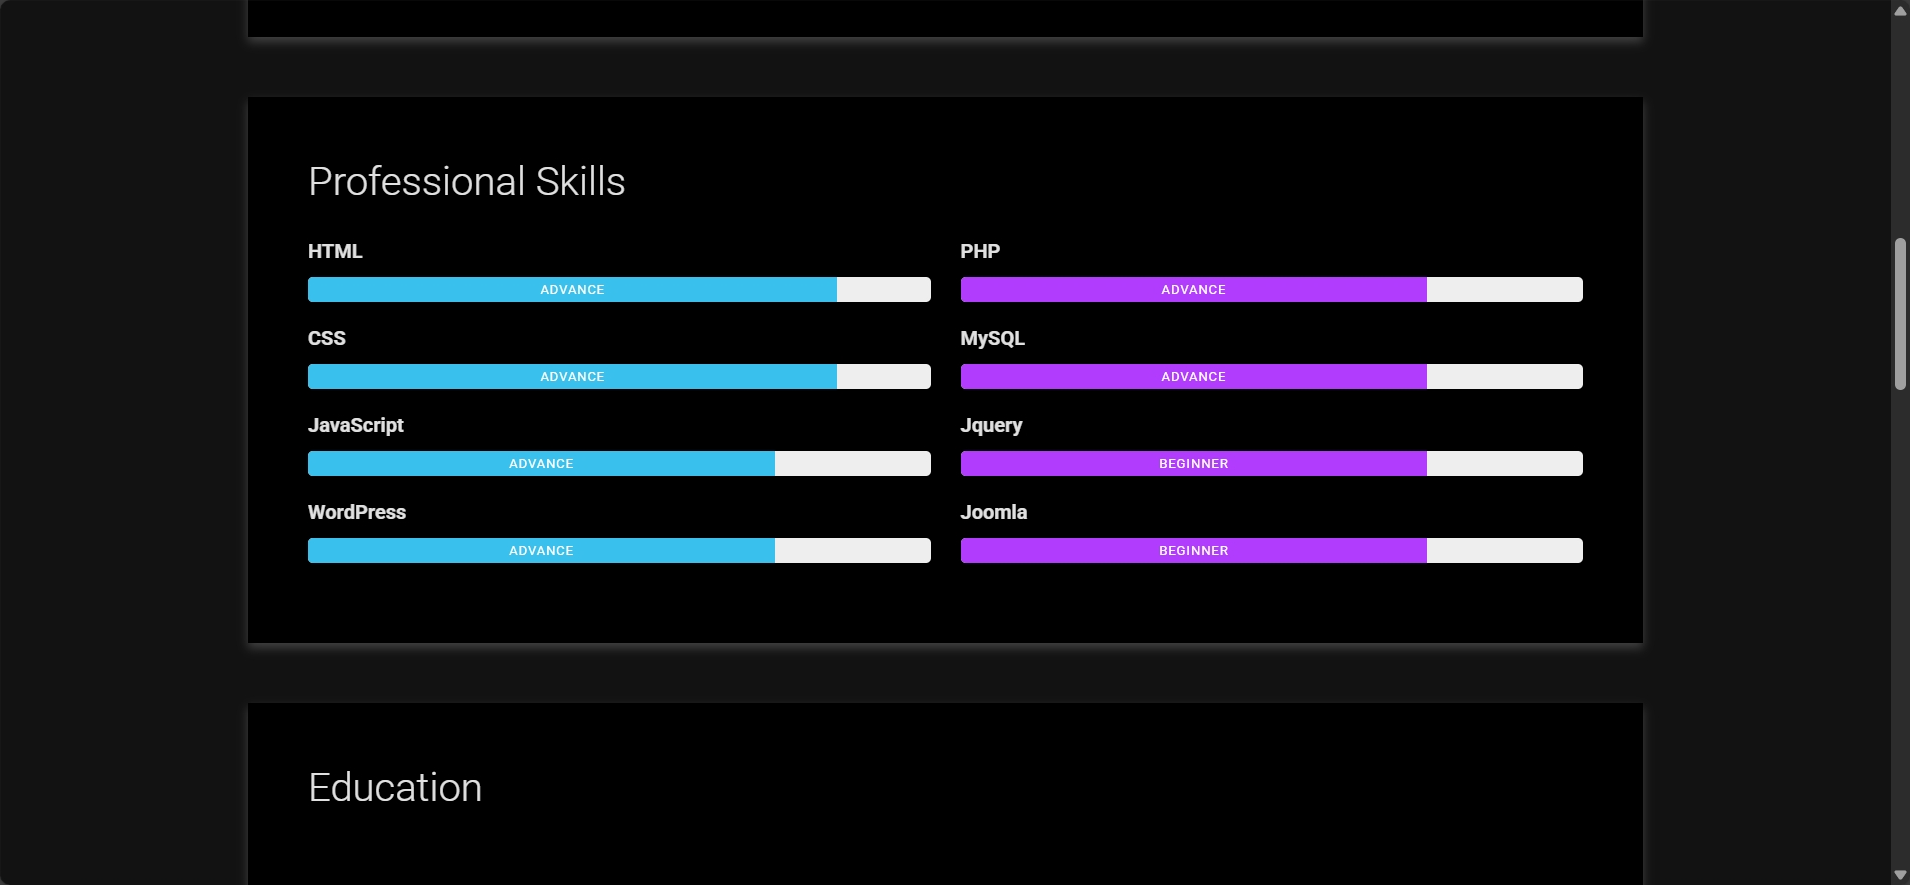 Professional Skills
HTML
ADVANCE
PHP
ADVANCE
CSS
ADVANCE
MySQL
ADVANCE
JavaScript
ADVANCE
Jquery
BEGINNER
WordPress
ADVANCE
Joomla
BEGINNER
Education